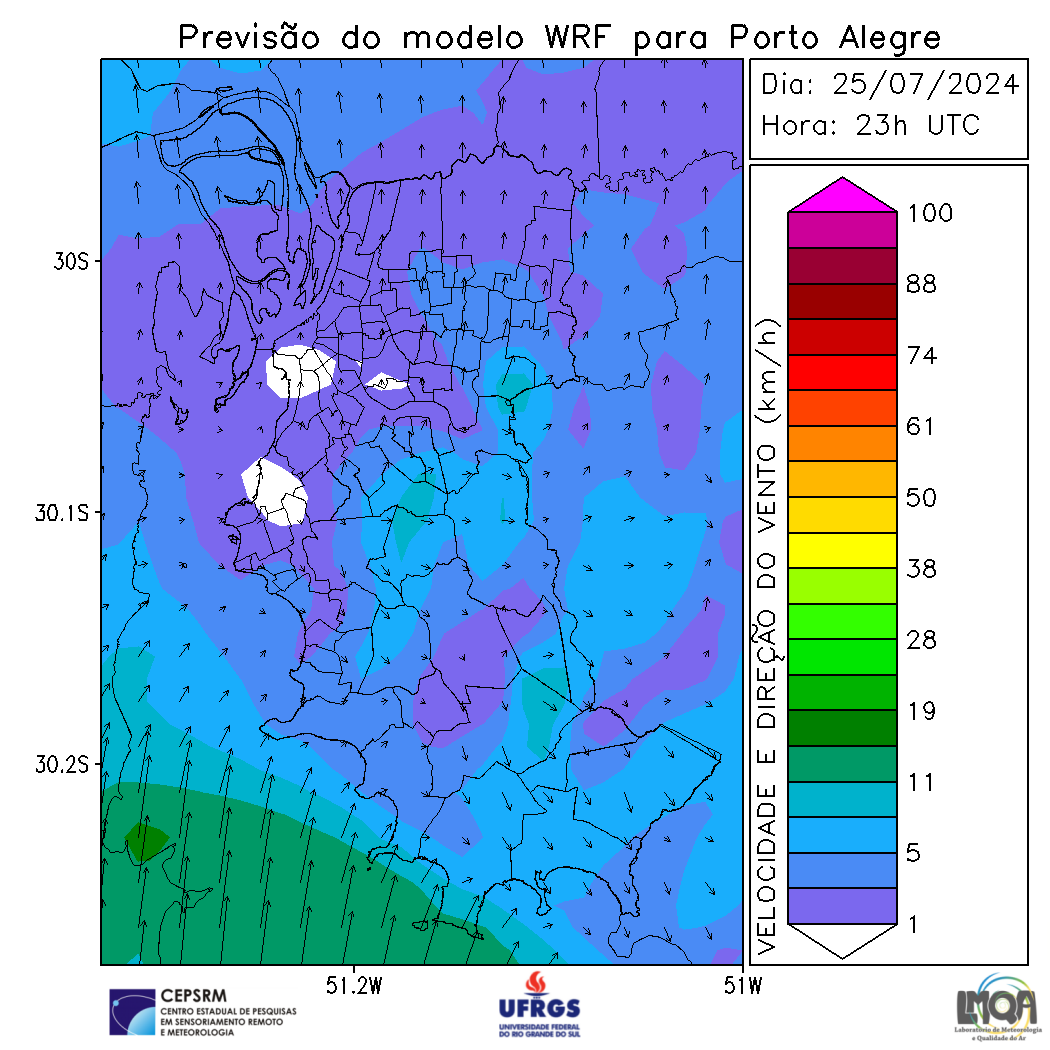 Previsão do modelo WRF para Porto Alegre
Dia: 25/07/2024
Hora: 23h UTC
30S
30.1S
30.2S
51.2W
51W
VELOCIDADE E DIREÇÃO DO VENTO (km/h)
100
88
74
61
50
38
28
19
11
5
1
CEPSRM
CENTRO ESTADUAL DE PESQUISAS
EM SENSORIAMENTO REMOTO
E METEOROLOGIA
UFRGS
UNIVERSIDADE FEDERAL
DO RIO GRANDE DO SUL
LMQA
Laboratório de Meteorologia
e Qualidade do Ar